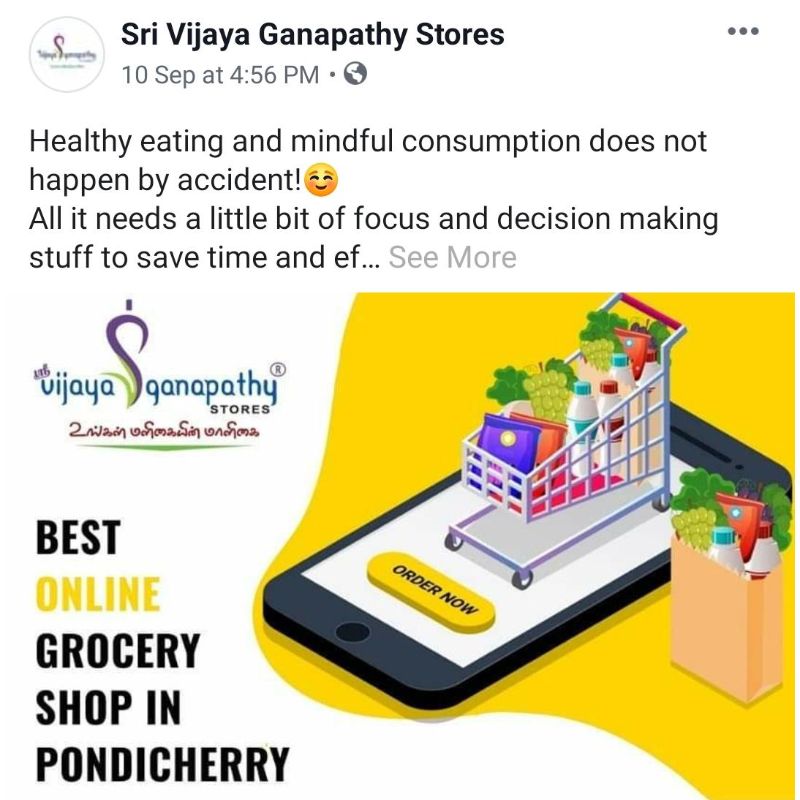 Sri Vijaya Ganapathy Stores
10 Sep at 4:56 PM
Healthy eating and mindful consumption does not
happen by accident!☺️
All it needs a little bit of focus and decision making
stuff to save time and ef... See More
ஸ்ரீ
vijaya ganapathy®
STORES
உங்கள் மளிகையின் மாளிகை
BEST
ONLINE
GROCERY
SHOP IN
PONDICHERRY
ORDER NOW